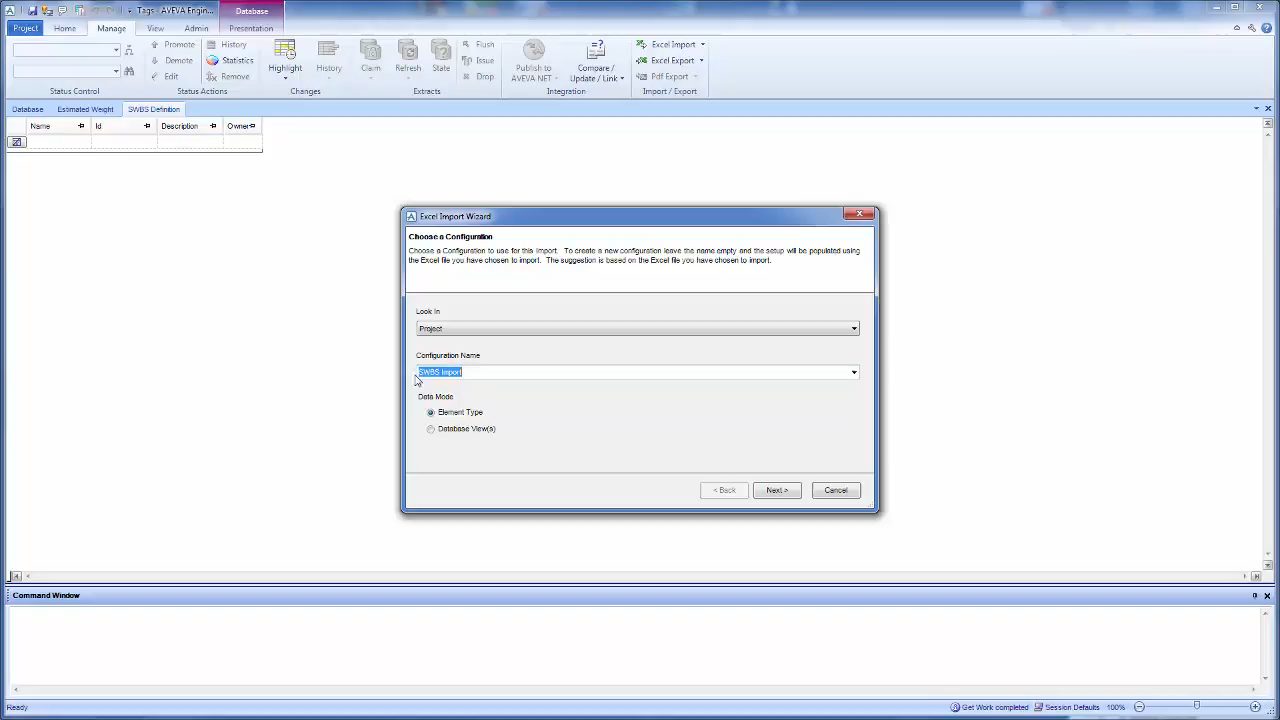 Tags - AVEVA Engin...
Database
Project
Home
Manage
View
Admin
Presentation
Promote
Demote
Edit
Status Control
History
Statistics
Remove
Status Actions
Highlight
History
Changes
Claim
Refresh
State
Flush
Issue
Drop
Extracts
Publish to
AVEVA NET
Compare /
Update / Link
Integration
Excel Import
Excel Export
Pdf Export
Import / Export
Database
Estimated Weight
SWBS Definition
Name
Id
Description
Owner
Excel Import Wizard
Choose a Configuration
Choose a Configuration to use for this Import. To create a new configuration leave the name empty and the setup will be populated using
the Excel file you have chosen to import. The suggestion is based on the Excel file you have chosen to import.
Look In
Project
Configuration Name
SWBS Import
Data Mode
Element Type
Database View(s)
< Back
Next >
Cancel
Command Window
Ready
Get Work completed
Session Defaults
100%